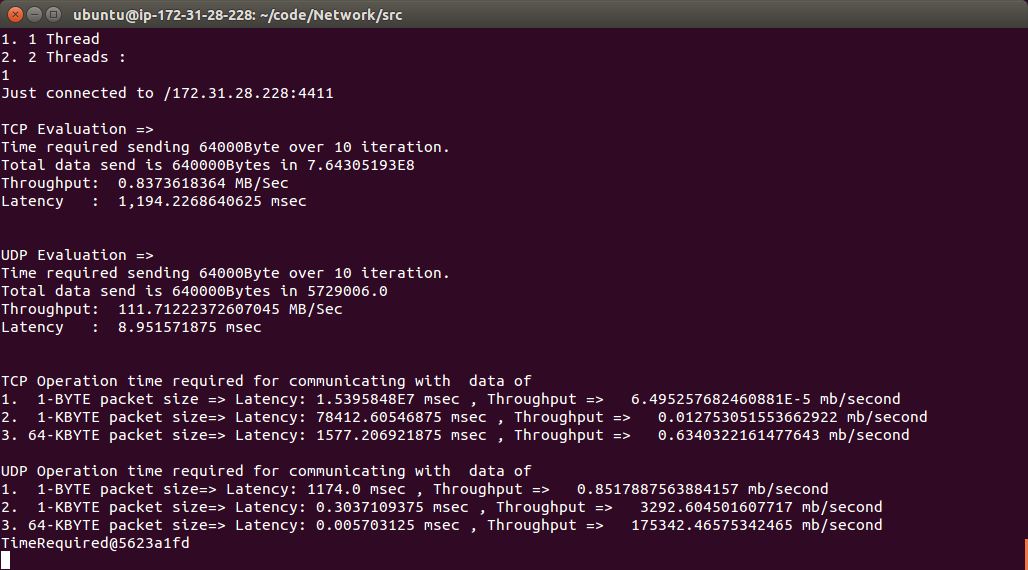 ubuntu@ip-172-31-28-228: ~/code/Network/src
1. 1 Thread
2. 2 Threads :
1
Just connected to /172.31.28.228:4411
TCP Evaluation =>
Time required sending 64000Byte over 10 iteration.
Total data send is 640000Bytes in 7.64305193E8
Throughput:  0.8373618364 MB/Sec
Latency   :  1,194.2268640625 msec
UDP Evaluation =>
Time required sending 64000Byte over 10 iteration.
Total data send is 640000Bytes in 5729006.0
Throughput:  111.71222372607045 MB/Sec
Latency   :  8.951571875 msec
TCP Operation time required for communicating with  data of
1.  1-BYTE packet size => Latency: 1.5395848E7 msec , Throughput =>   6.495257682460881E-5 mb/second
2.  1-KBYTE packet size=> Latency: 78412.60546875 msec , Throughput =>   0.012753051553662922 mb/second
3. 64-KBYTE packet size=> Latency: 1577.206921875 msec , Throughput =>   0.6340322161477643 mb/second
UDP Operation time required for communicating with  data of
1.  1-BYTE packet size=> Latency: 1174.0 msec , Throughput =>   0.8517887563884157 mb/second
2.  1-KBYTE packet size=> Latency: 0.3037109375 msec , Throughput =>   3292.604501607717 mb/second
3. 64-KBYTE packet size=> Latency: 0.005703125 msec , Throughput =>   175342.46575342465 mb/second
TimeRequired@5623a1fd